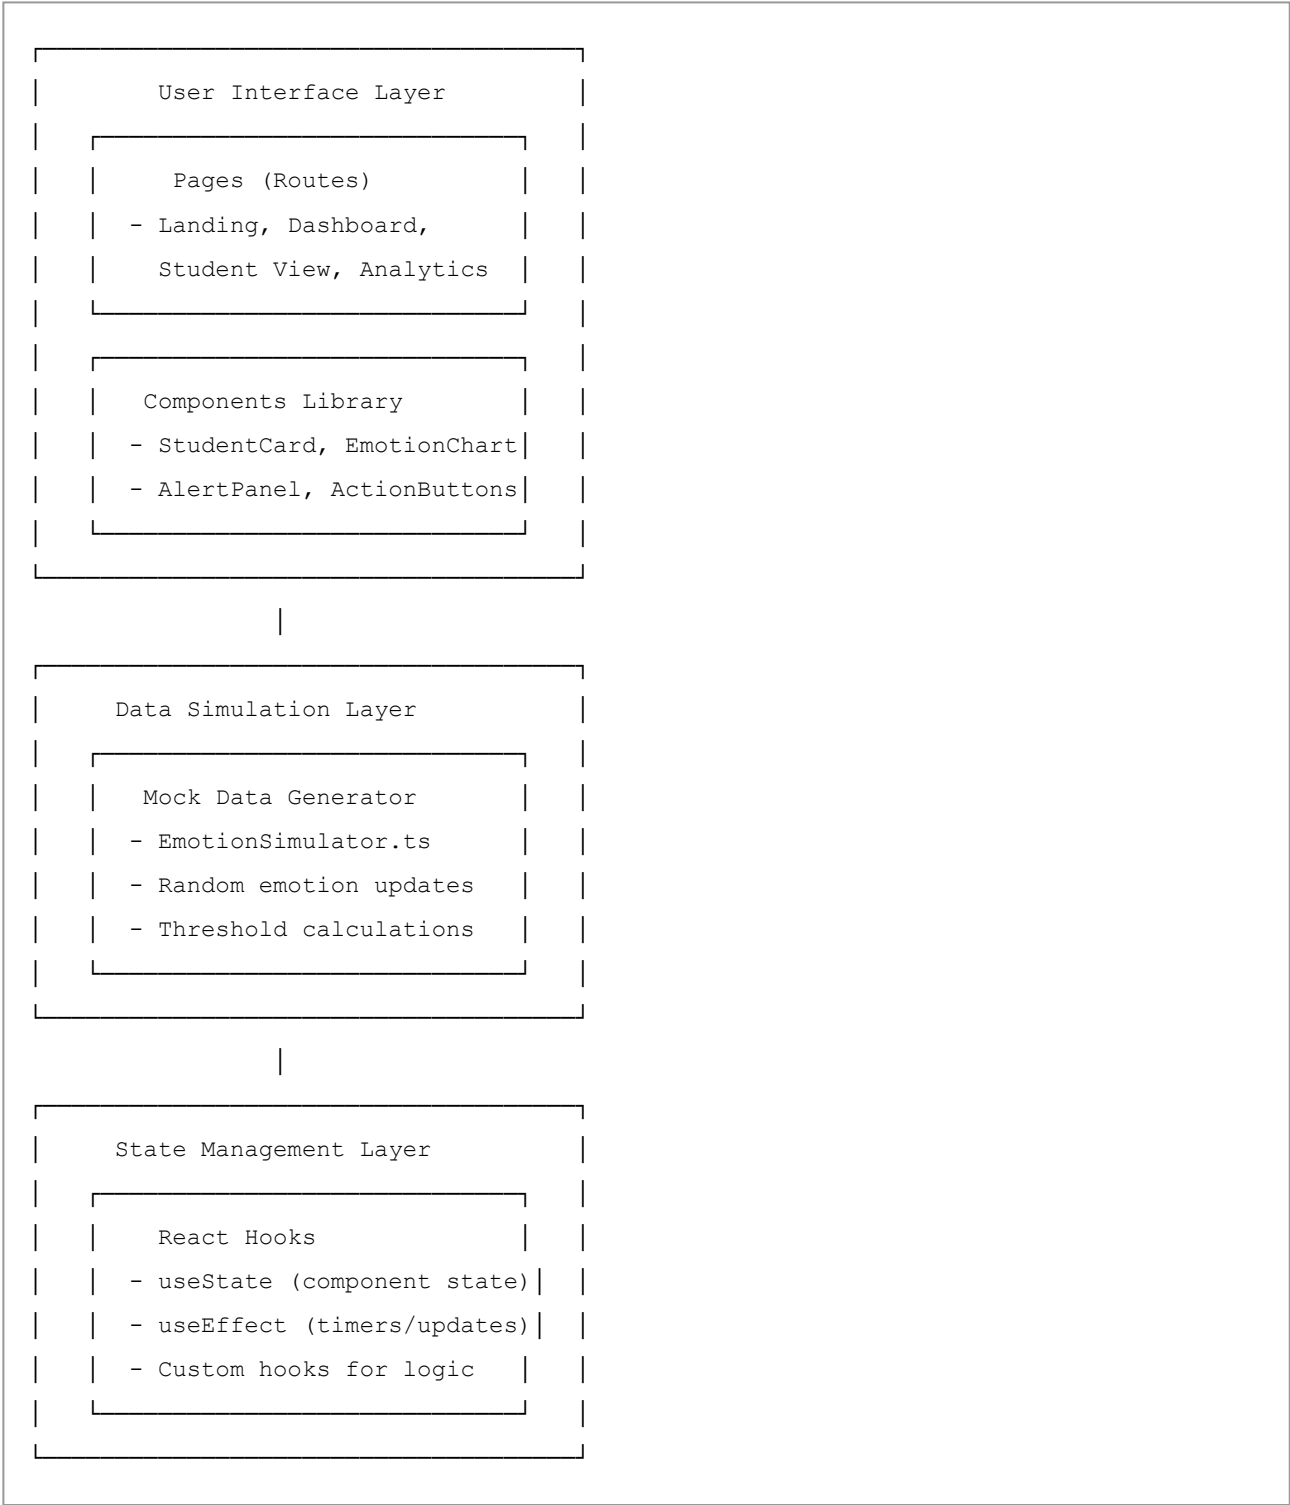 User Interface Layer
Pages (Routes)
- Landing, Dashboard,
Student View, Analytics
Components Library
- StudentCard, EmotionChart
- AlertPanel, ActionButtons
Data Simulation Layer
Mock Data Generator
- EmotionSimulator.ts
- Random emotion updates
- Threshold calculations
State Management Layer
React Hooks
- useState (component state)
- useEffect (timers/updates)
- Custom hooks for logic